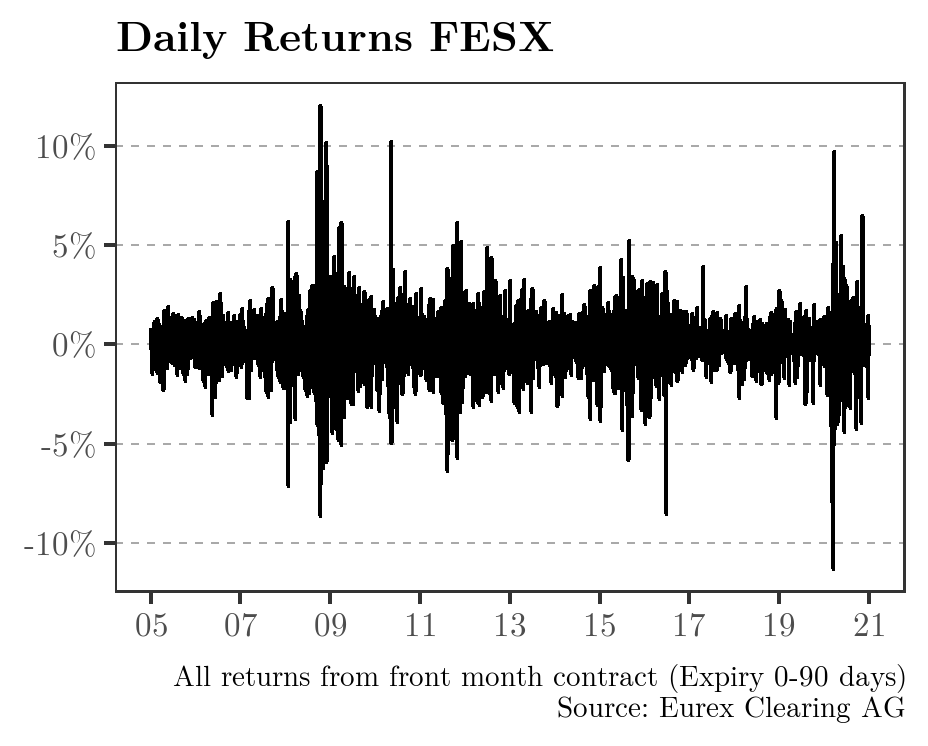 Daily Returns FESX
10%
5%
0%
-5%
-10%
05 07 09 11 13 15 17 19 21
All returns from front month contract (Expiry 0-90 days)
Source: Eurex Clearing AG